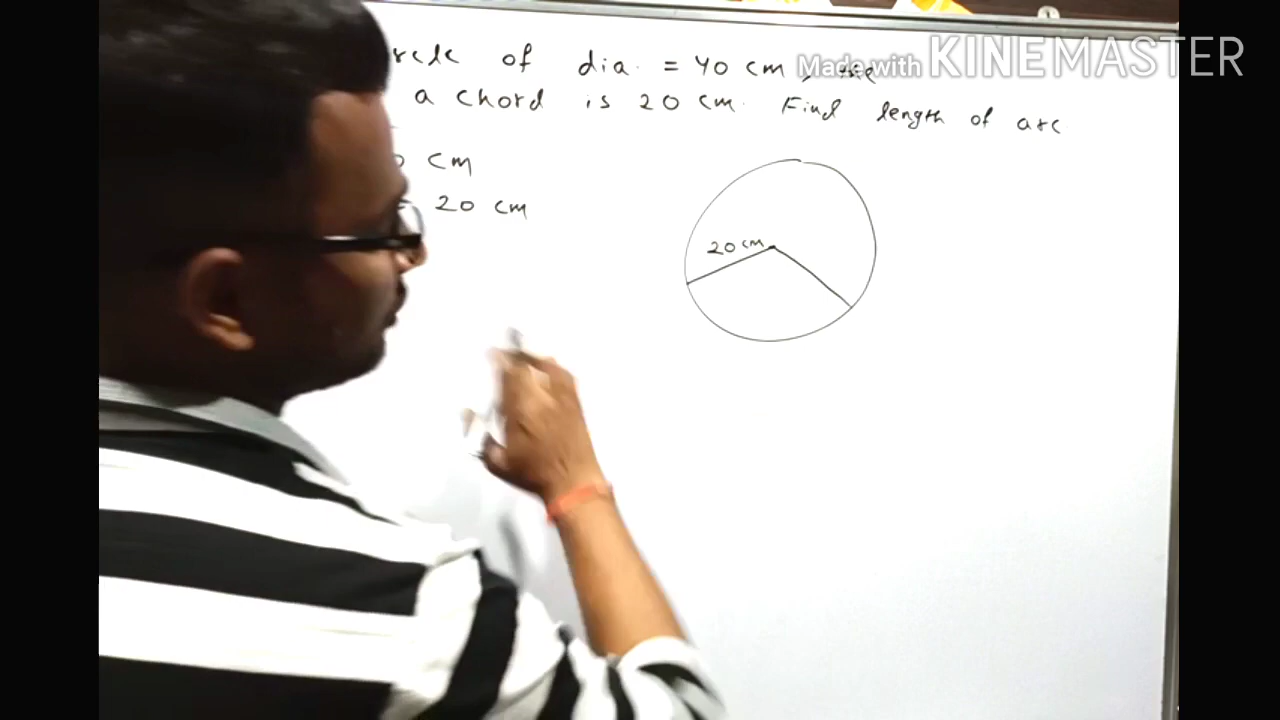 of dia. = 40 cm, the
Made with KINEMASTER
a chord is 20 cm. Find length of arc
cm
= 20 cm
20 cm